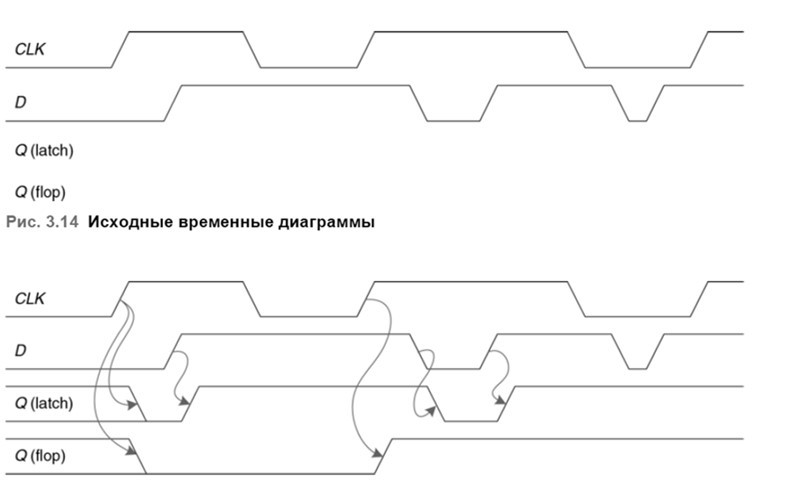 CLK
D
Q (latch)
Q (flop)
Рис. 3.14 Исходные временные диаграммы
CLK
D
Q (latch)
Q (flop)